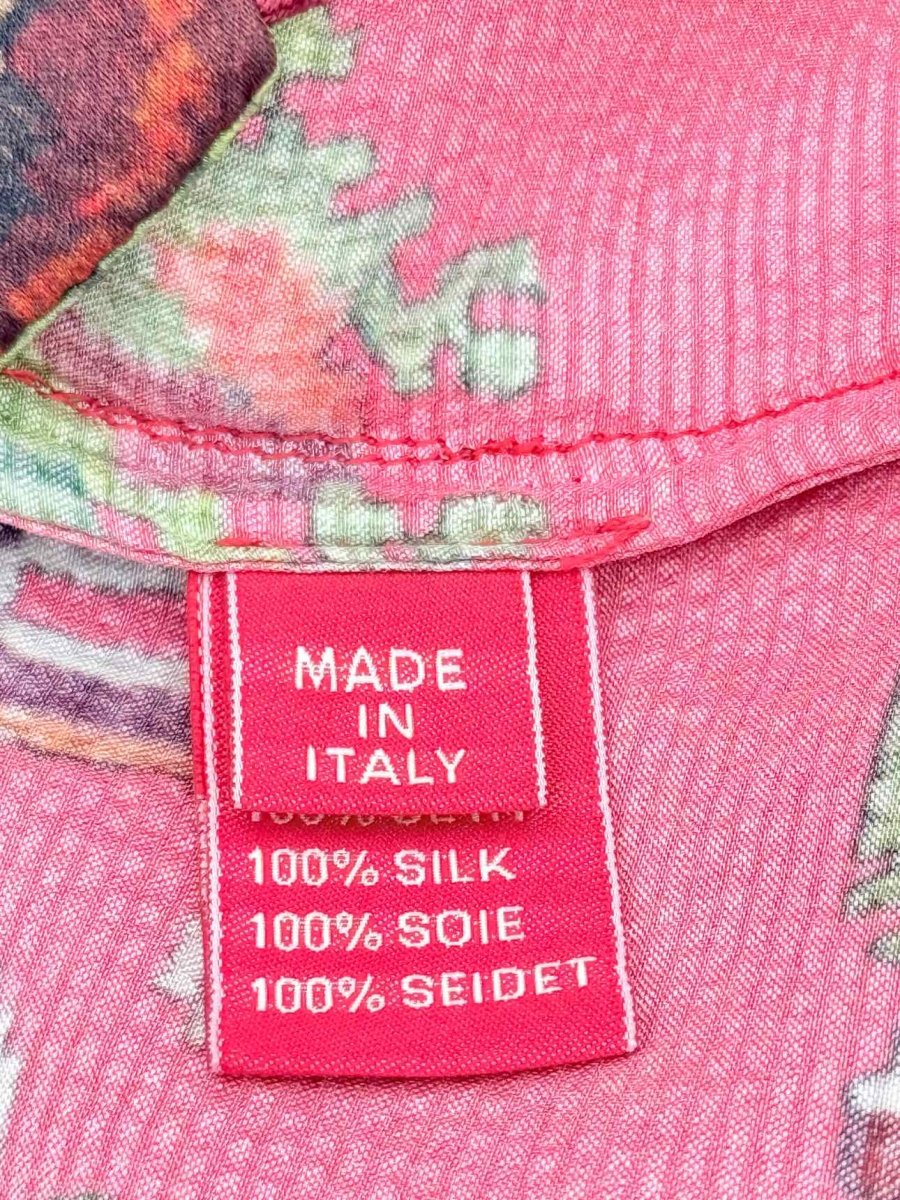 MADE
IN
ITALY
100% SILK
100% SOIE
100% SEIDET